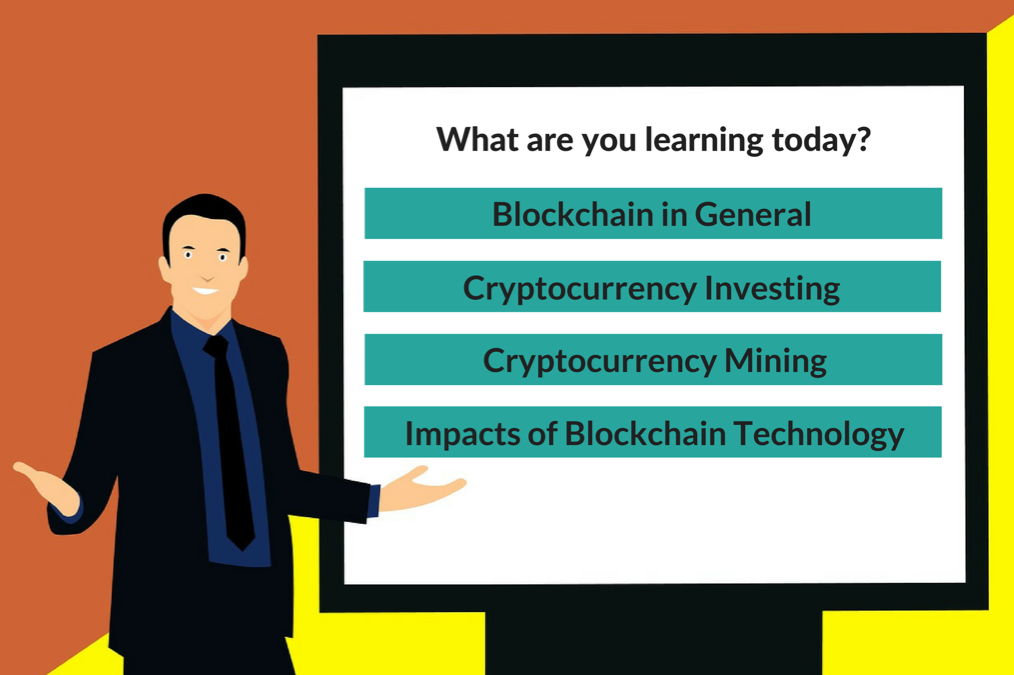 What are you learning today?
Blockchain in General
Cryptocurrency Investing
Cryptocurrency Mining
Impacts of Blockchain Technology